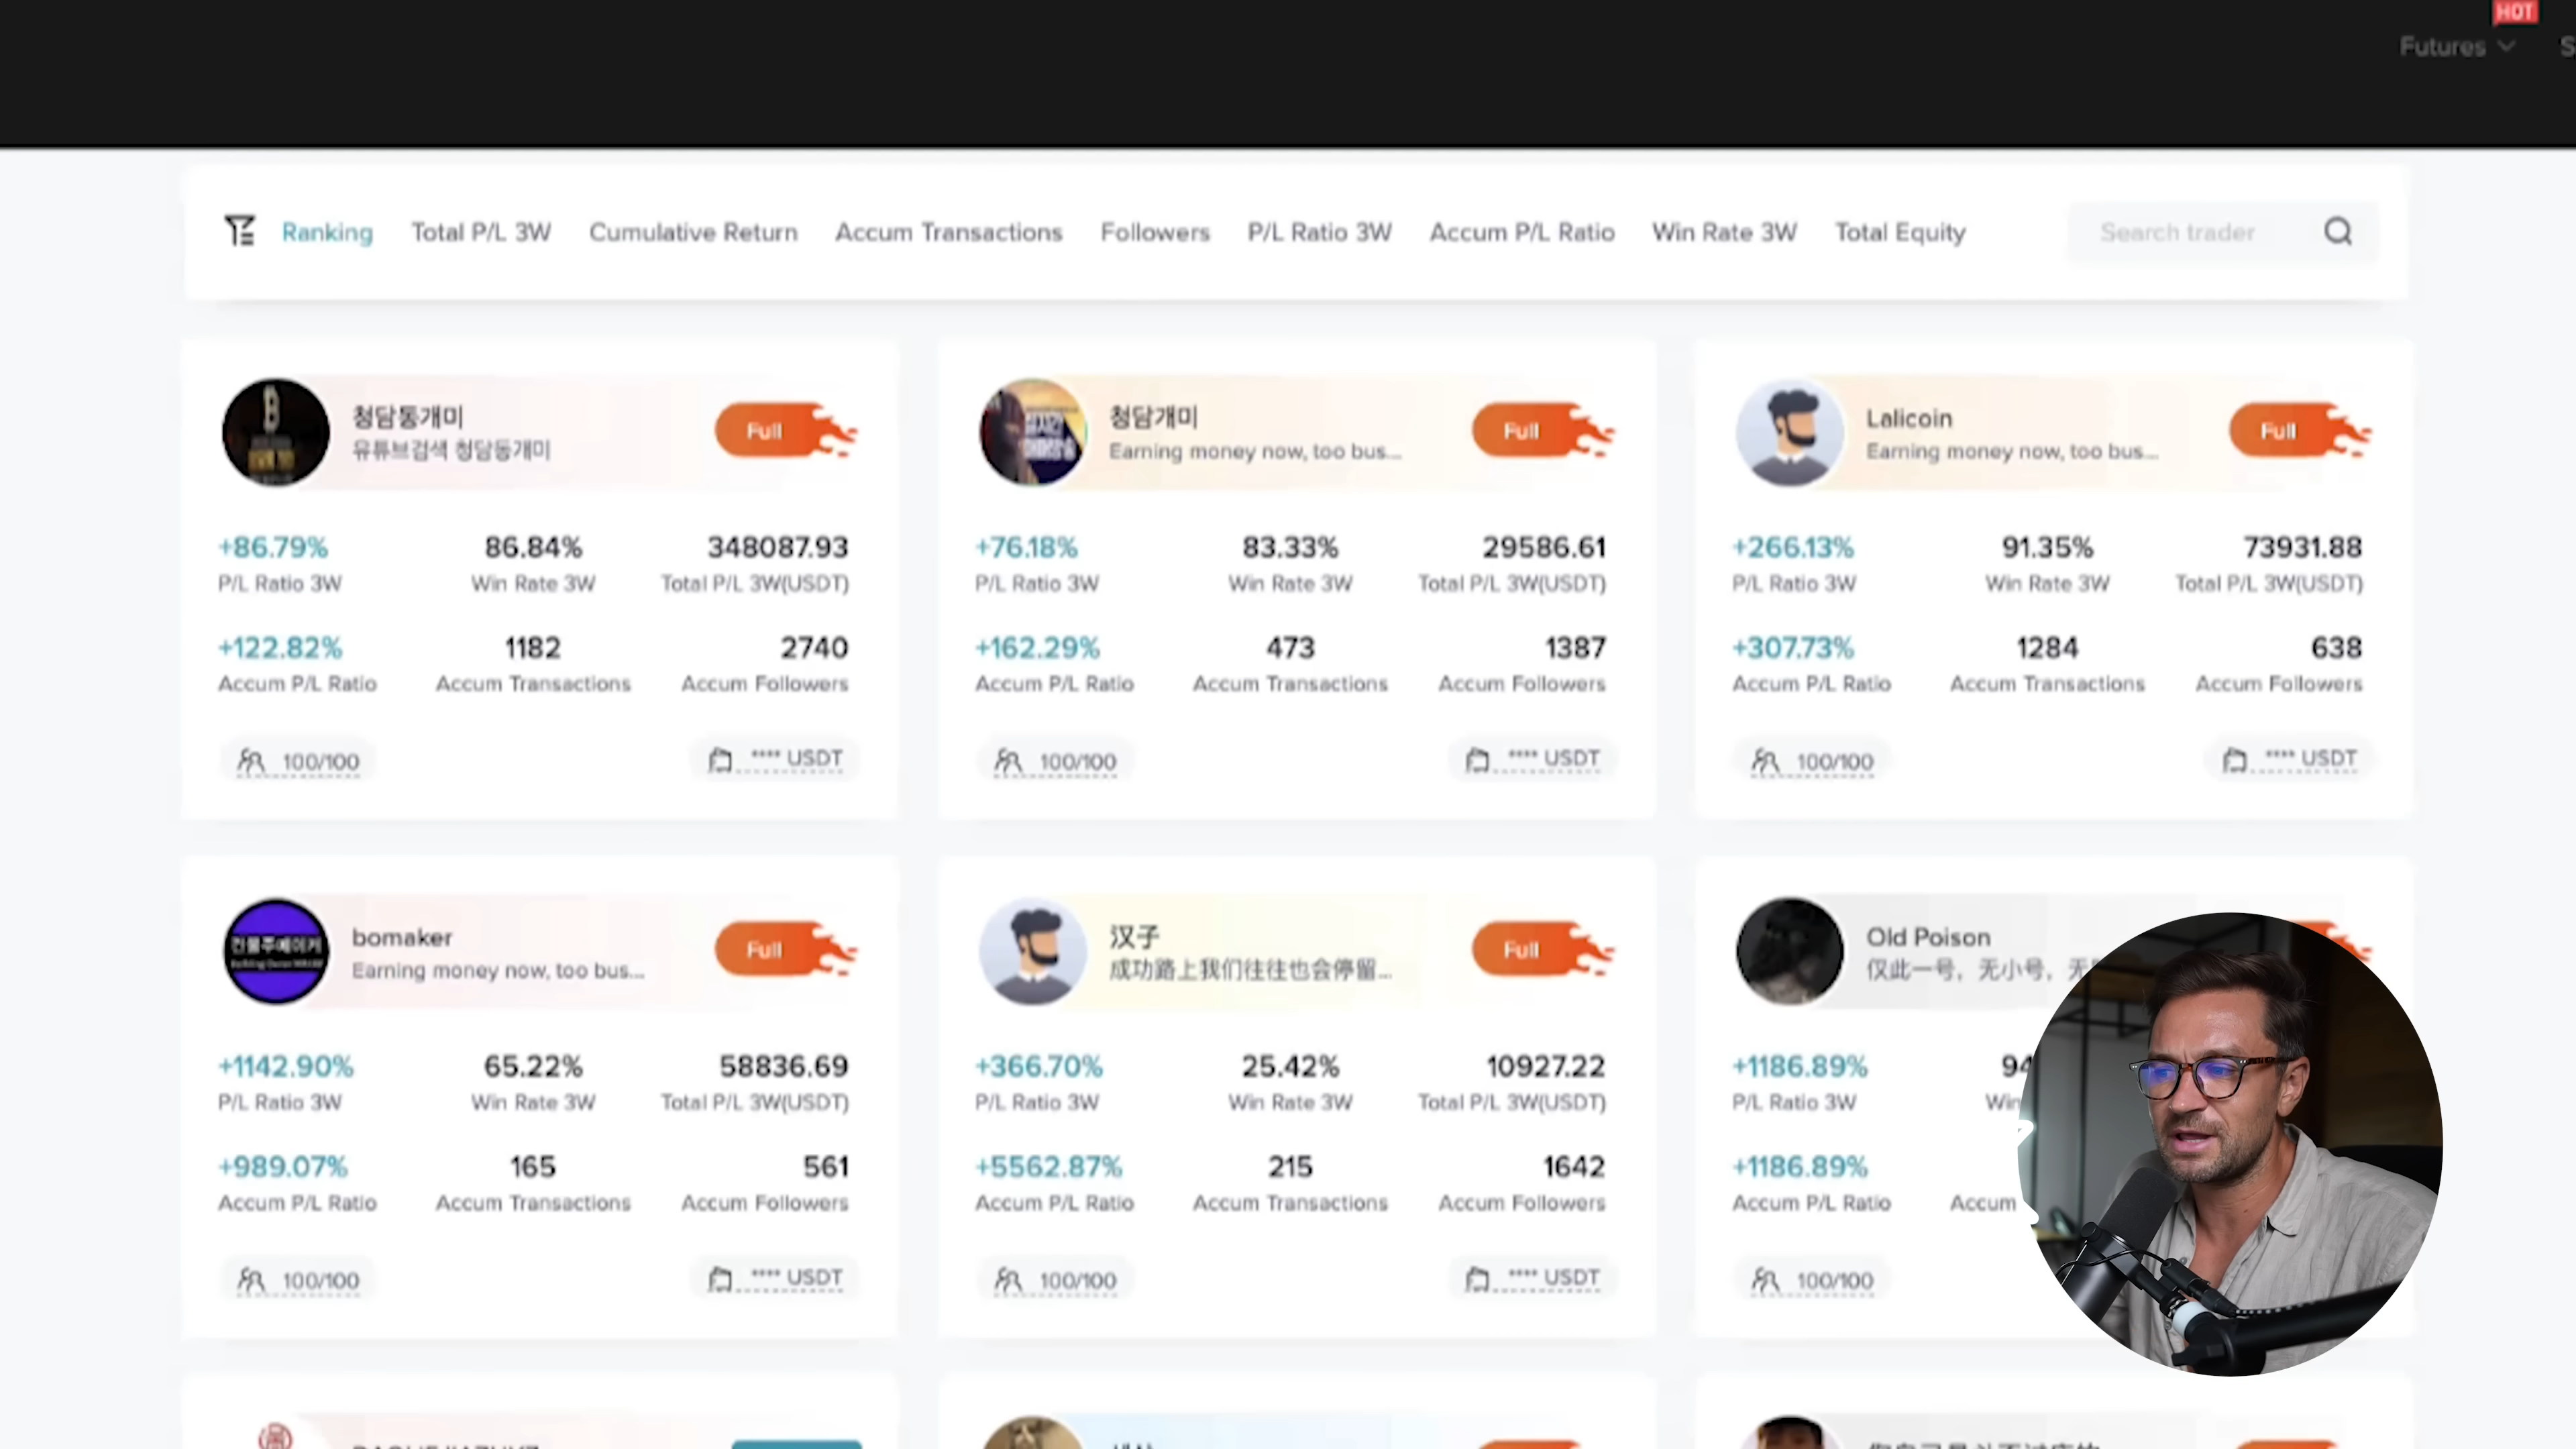 HOT
Futures
Ranking Total P/L 3W Cumulative Return Accum Transactions Followers P/L Ratio 3W Accum P/L Ratio Win Rate 3W Total Equity Search trader
청담동개미
유튜브검색 청담동개미
Full
+86.79% 86.84% 348087.93
P/L Ratio 3W Win Rate 3W Total P/L 3W(USDT)
+122.82% 1182 2740
Accum P/L Ratio Accum Transactions Accum Followers
100/100 **** USDT
청담개미
Earning money now, too bus...
Full
+76.18% 83.33% 29586.61
P/L Ratio 3W Win Rate 3W Total P/L 3W(USDT)
+162.29% 473 1387
Accum P/L Ratio Accum Transactions Accum Followers
100/100 **** USDT
Lalicoin
Earning money now, too bus...
Full
+266.13% 91.35% 73931.88
P/L Ratio 3W Win Rate 3W Total P/L 3W(USDT)
+307.73% 1284 638
Accum P/L Ratio Accum Transactions Accum Followers
100/100 **** USDT
bomaker
Earning money now, too bus...
Full
+1142.90% 65.22% 58836.69
P/L Ratio 3W Win Rate 3W Total P/L 3W(USDT)
+989.07% 165 561
Accum P/L Ratio Accum Transactions Accum Followers
100/100 **** USDT
汉子
成功路上我们往往也会停留...
Full
+366.70% 25.42% 10927.22
P/L Ratio 3W Win Rate 3W Total P/L 3W(USDT)
+5562.87% 215 1642
Accum P/L Ratio Accum Transactions Accum Followers
100/100 **** USDT
Old Poison
仅此一号，无小号，无
+1186.89% 94
P/L Ratio 3W Win
+1186.89%
Accum P/L Ratio Accum
100/100